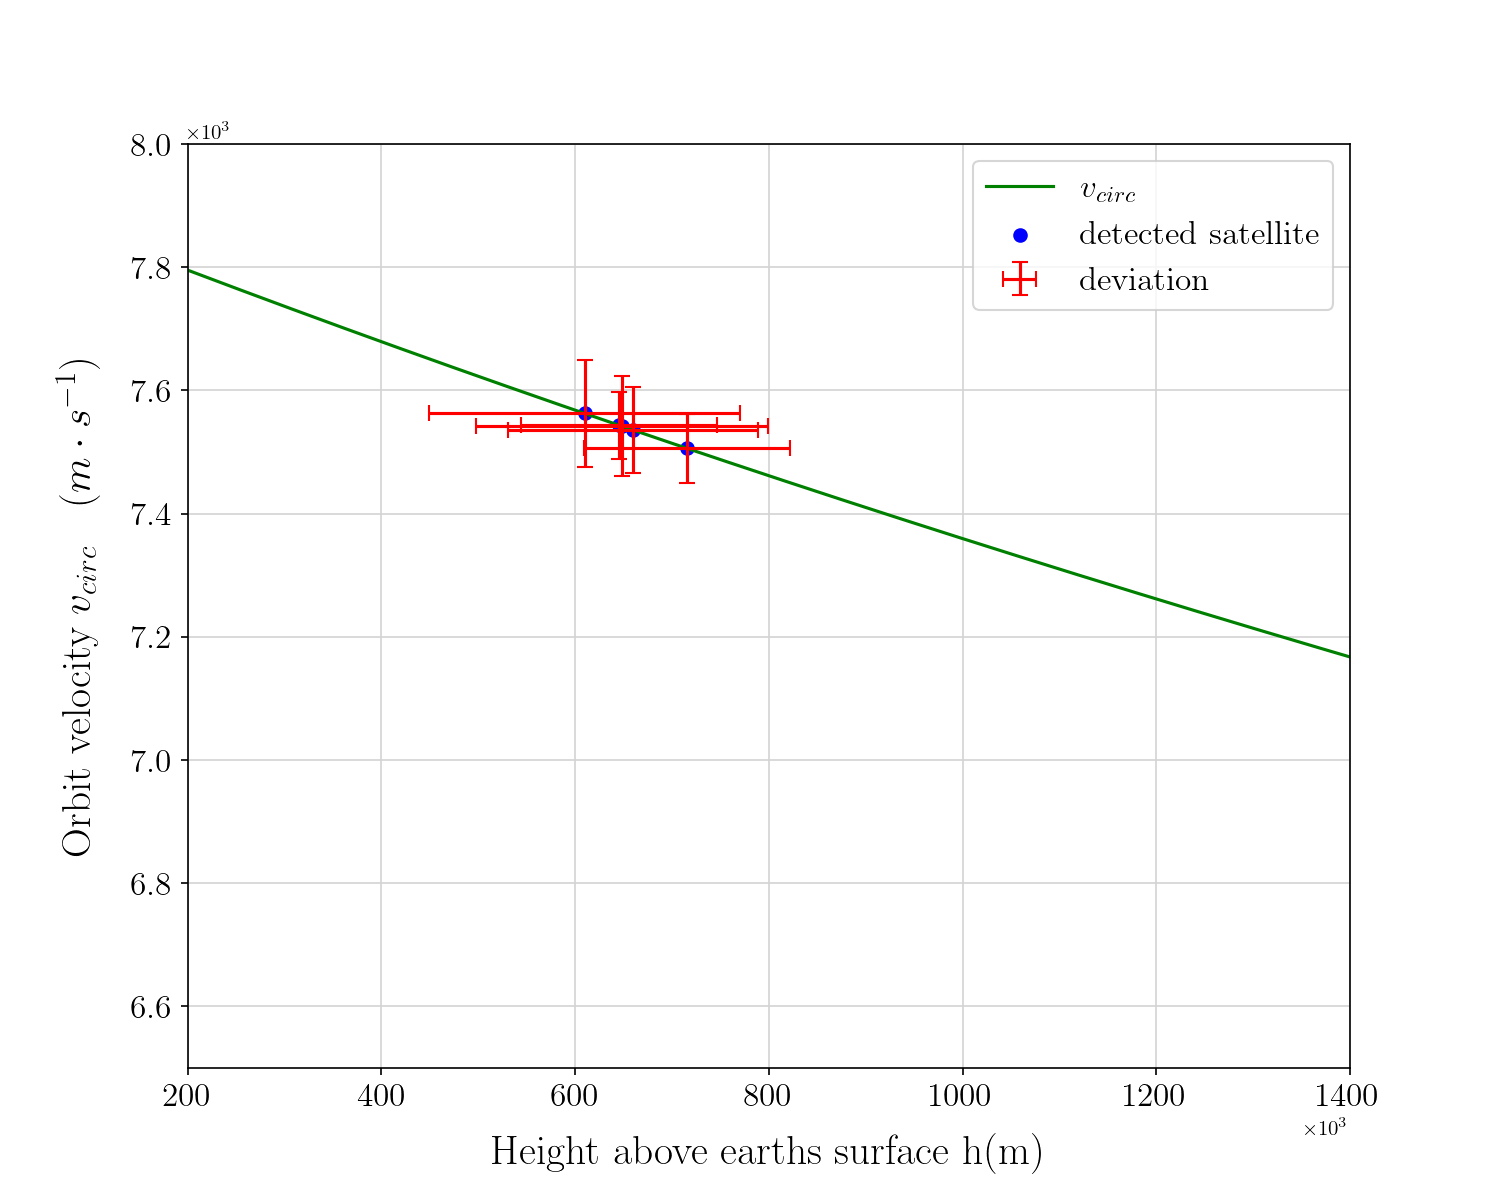 ×10³
8.0
7.8
7.6
7.4
7.2
7.0
6.8
6.6
Orbit velocity v_circ (m · s⁻¹)
v_circ
detected satellite
deviation
200 400 600 800 1000 1200 1400
×10³
Height above earths surface h(m)